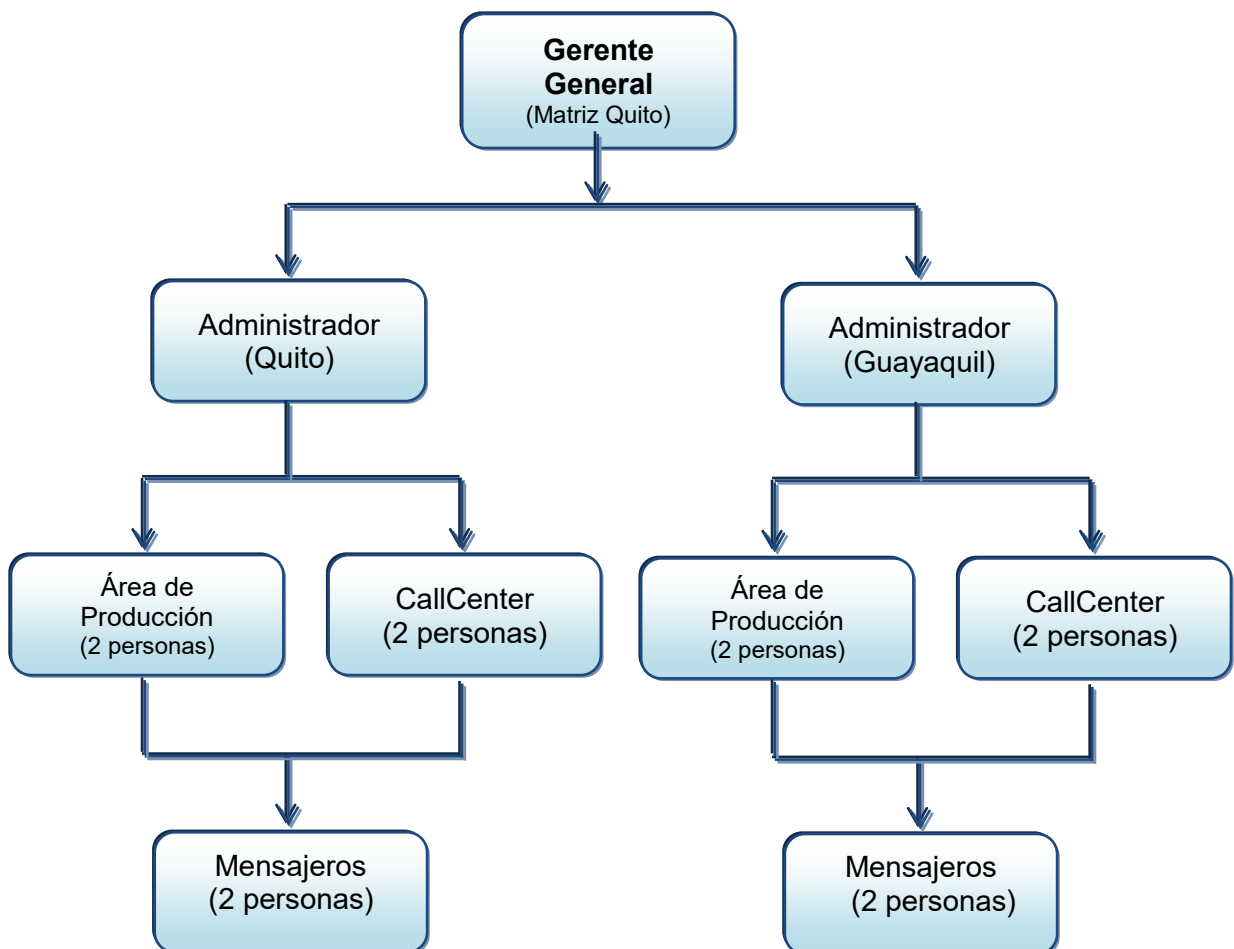 Gerente
General
(Matriz Quito)
Administrador
(Quito)
Administrador
(Guayaquil)
Área de
Producción
(2 personas)
CallCenter
(2 personas)
Área de
Producción
(2 personas)
CallCenter
(2 personas)
Mensajeros
(2 personas)
Mensajeros
(2 personas)